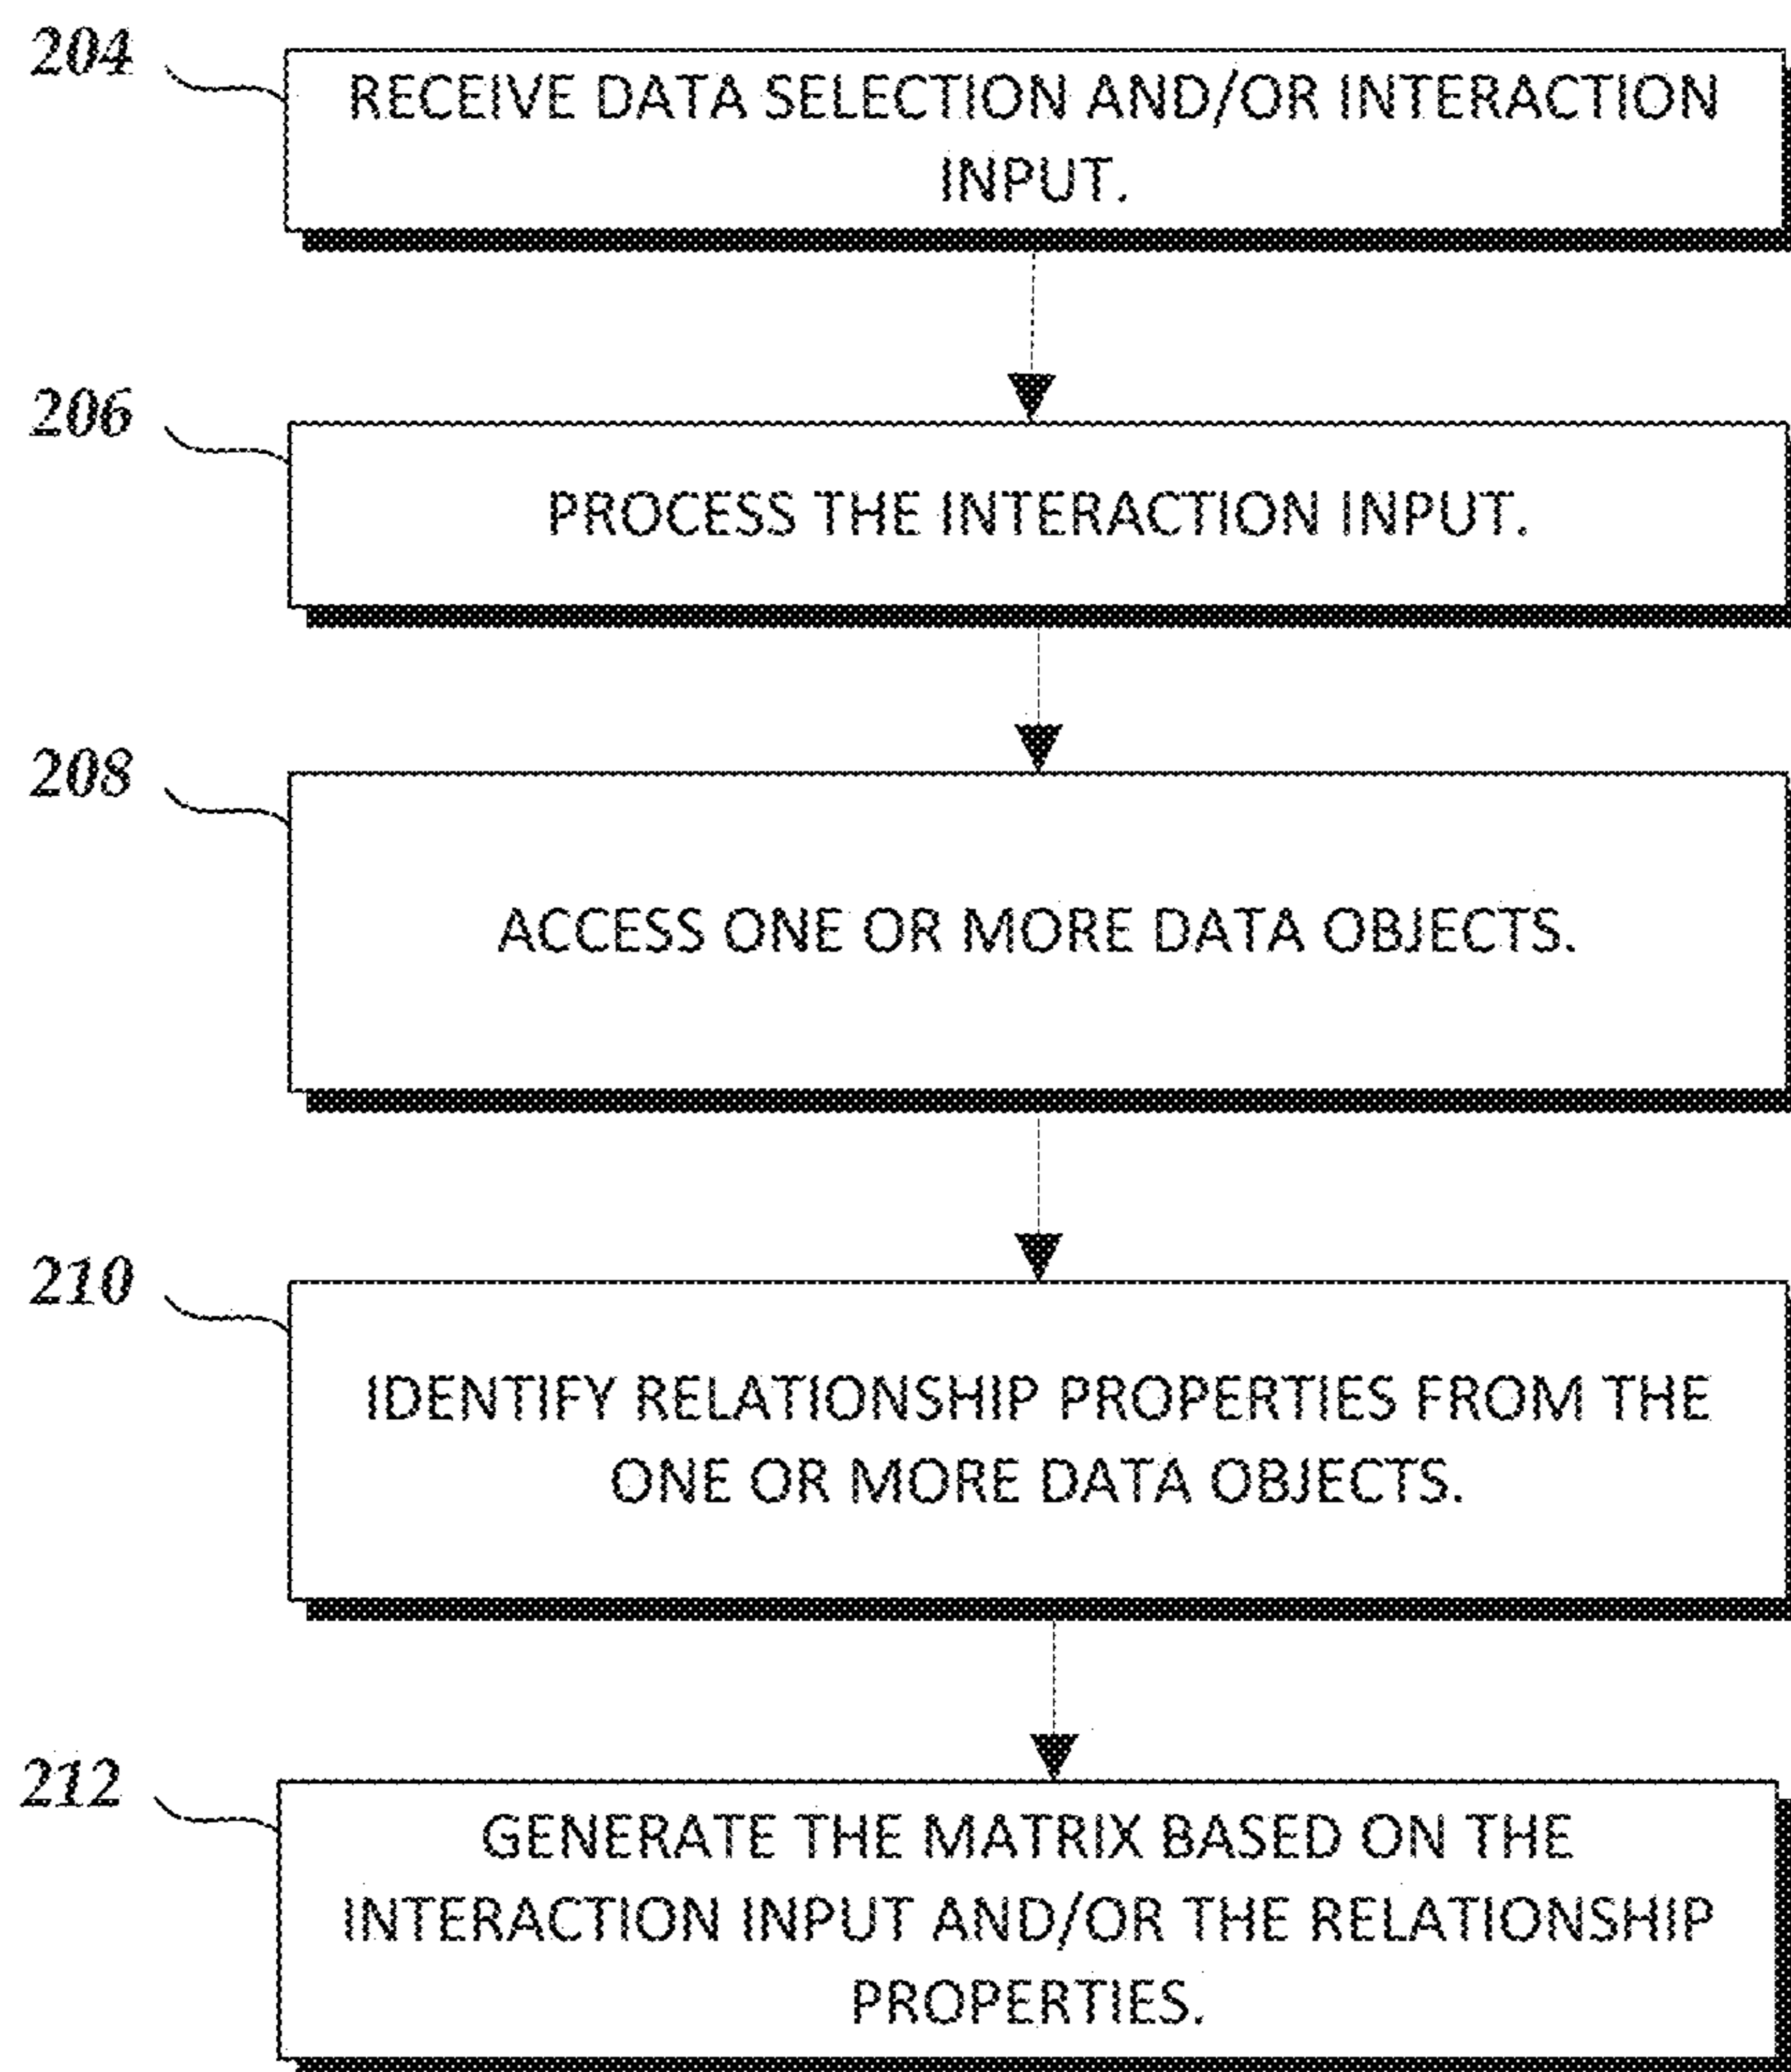 204
RECEIVE DATA SELECTION AND/OR INTERACTION
INPUT.
206
PROCESS THE INTERACTION INPUT.
208
ACCESS ONE OR MORE DATA OBJECTS.
210
IDENTIFY RELATIONSHIP PROPERTIES FROM THE
ONE OR MORE DATA OBJECTS.
212
GENERATE THE MATRIX BASED ON THE
INTERACTION INPUT AND/OR THE RELATIONSHIP
PROPERTIES.